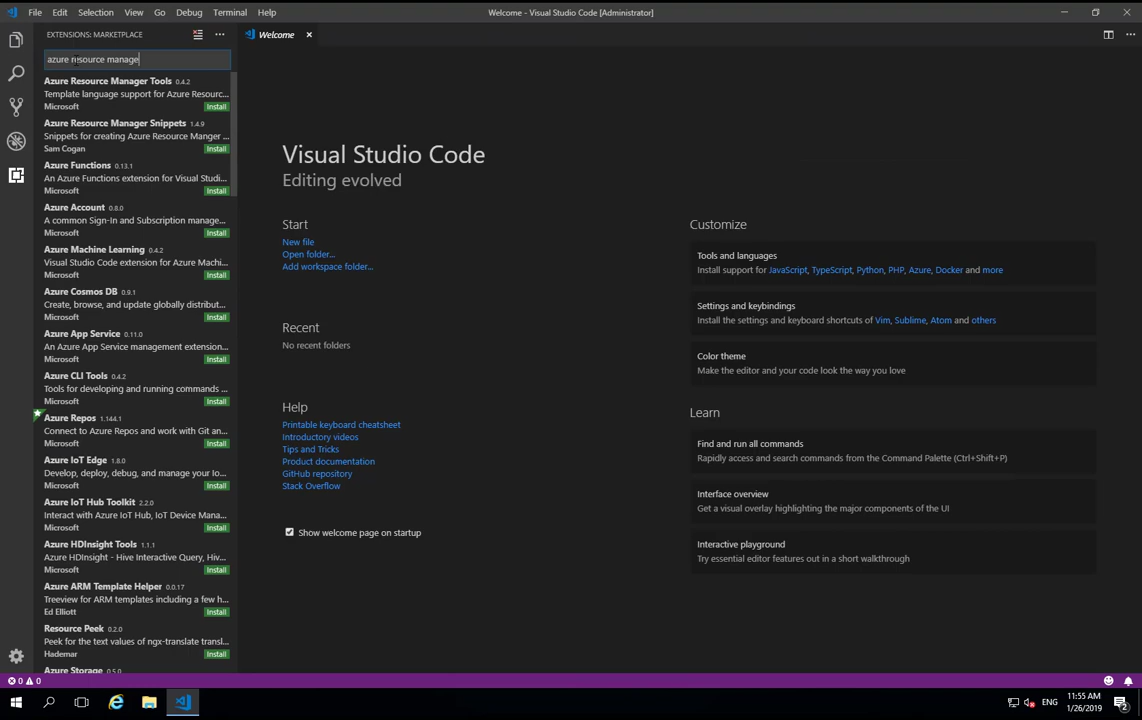 File Edit Selection View Go Debug Terminal Help
Welcome - Visual Studio Code [Administrator]
EXTENSIONS: MARKETPLACE
Welcome
azure resource manage
Azure Resource Manager Tools 0.4.2
Template language support for Azure Resourc...
Microsoft Install
Azure Resource Manager Snippets 1.4.9
Snippets for creating Azure Resource Manger ...
Sam Cogan Install
Azure Functions 0.13.1
An Azure Functions extension for Visual Studi...
Microsoft Install
Azure Account 0.8.0
A common Sign-In and Subscription manage...
Microsoft Install
Azure Machine Learning 0.4.2
Visual Studio Code extension for Azure Machi...
Microsoft Install
Azure Cosmos DB 0.9.1
Create, browse, and update globally distribut...
Microsoft Install
Azure App Service 0.11.0
An Azure App Service management extension...
Microsoft Install
Azure CLI Tools 0.4.2
Tools for developing and running commands ...
Microsoft Install
Azure Repos 1.144.1
Connect to Azure Repos and work with Git an...
Microsoft Install
Azure IoT Edge 1.8.0
Develop, deploy, debug, and manage your Io...
Microsoft Install
Azure IoT Hub Toolkit 2.2.0
Interact with Azure IoT Hub, IoT Device Mana...
Microsoft Install
Azure HDInsight Tools 1.1.1
Azure HDInsight - Hive Interactive Query, Hiv...
Microsoft Install
Azure ARM Template Helper 0.0.17
Treeview for ARM templates including a few h...
Ed Elliott Install
Resource Peek 0.2.0
Peek for the text values of ngx-translate transl...
Hademar Install
Azure Storage 0.5.0
Visual Studio Code
Editing evolved
Start
New file
Open folder...
Add workspace folder...
Recent
No recent folders
Help
Printable keyboard cheatsheet
Introductory videos
Tips and Tricks
Product documentation
GitHub repository
Stack Overflow
Show welcome page on startup
Customize
Tools and languages
Install support for JavaScript, TypeScript, Python, PHP, Azure, Docker and more
Settings and keybindings
Install the settings and keyboard shortcuts of Vim, Sublime, Atom and others
Color theme
Make the editor and your code look the way you love
Learn
Find and run all commands
Rapidly access and search commands from the Command Palette (Ctrl+Shift+P)
Interface overview
Get a visual overlay highlighting the major components of the UI
Interactive playground
Try essential editor features out in a short walkthrough
0 0
ENG
11:55 AM
1/26/2019
2